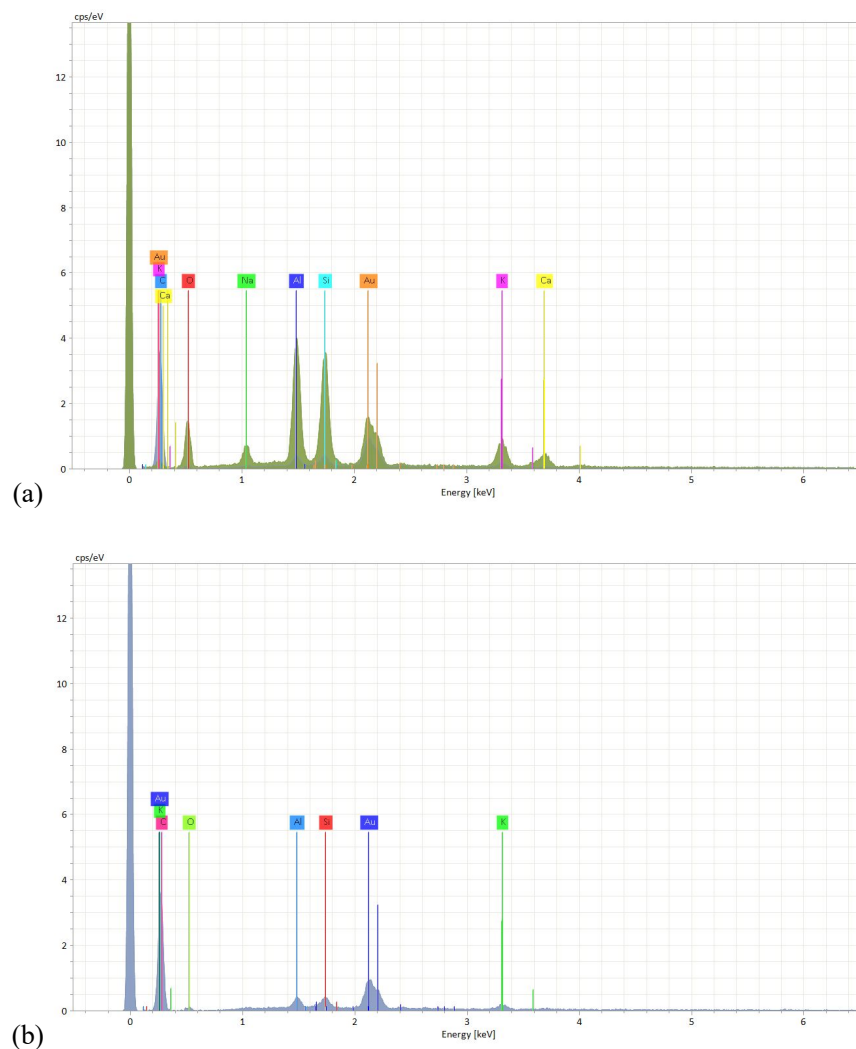 cps/eV
12
10
8
6
4
2
0
Au
K
C
Ca
O
Na
Al
Si
Au
K
Ca
0 1 2 3 4 5 6
Energy [keV]
(a)
cps/eV
12
10
8
6
4
2
0
Au
K
C
O
Al
Si
Au
K
0 1 2 3 4 5 6
Energy [keV]
(b)